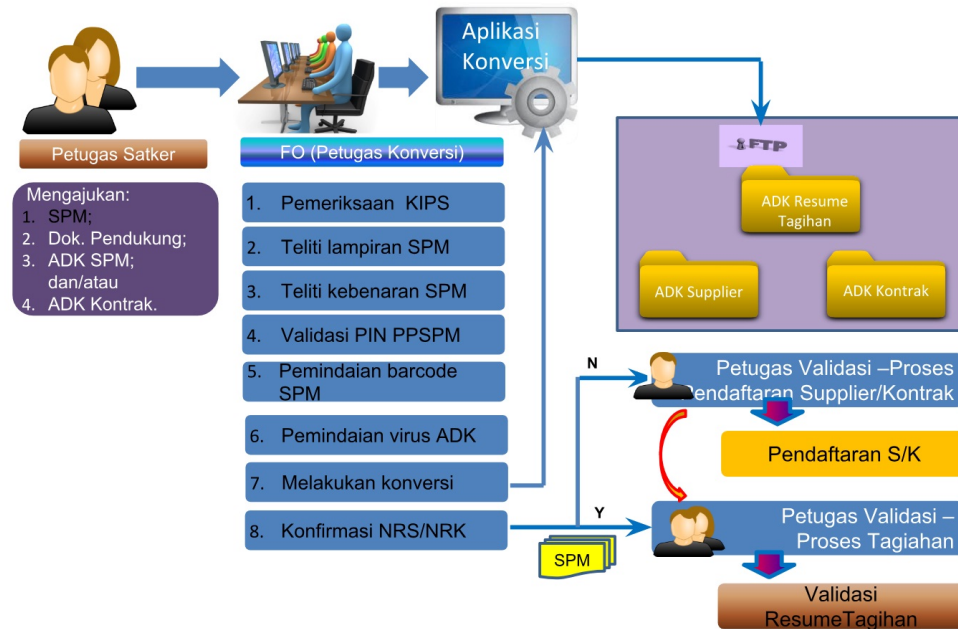 Aplikasi
Konversi
Petugas Satker
FO (Petugas Konversi)
FTP
ADK Resume
Tagihan
ADK Supplier
ADK Kontrak
Mengajukan:
1. SPM;
2. Dok. Pendukung;
3. ADK SPM;
dan/atau
4. ADK Kontrak.
1. Pemeriksaan KIPS
2. Teliti lampiran SPM
3. Teliti kebenaran SPM
4. Validasi PIN PPSPM
5. Pemindaian barcode
SPM
6. Pemindaian virus ADK
7. Melakukan konversi
8. Konfirmasi NRS/NRK
N
Petugas Validasi –Proses
Pendaftaran Supplier/Kontrak
Pendaftaran S/K
Y
SPM
Petugas Validasi –
Proses Tagiahan
Validasi
ResumeTagihan